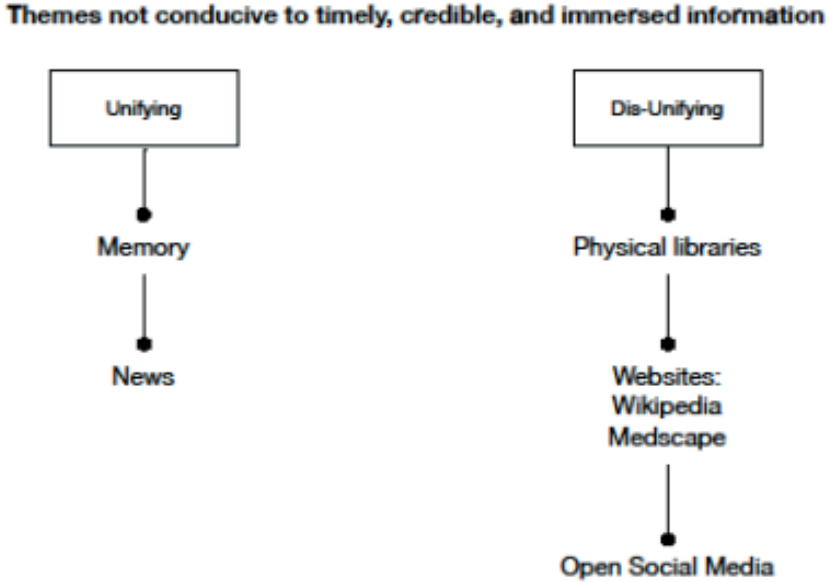 Themes not conducive to timely, credible, and immersed information
Unifying
Memory
News
Dis-Unifying
Physical libraries
Websites:
Wikipedia
Medscape
Open Social Media